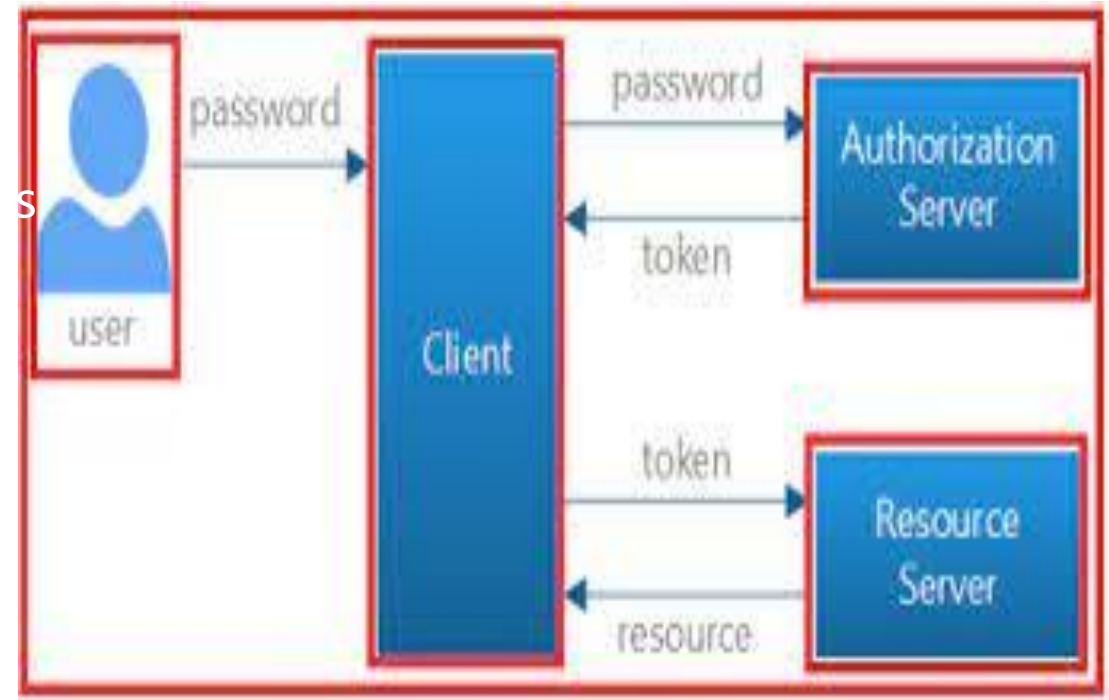 password
password
Authorization
Server
s
token
user
Client
token
Resource
Server
resource